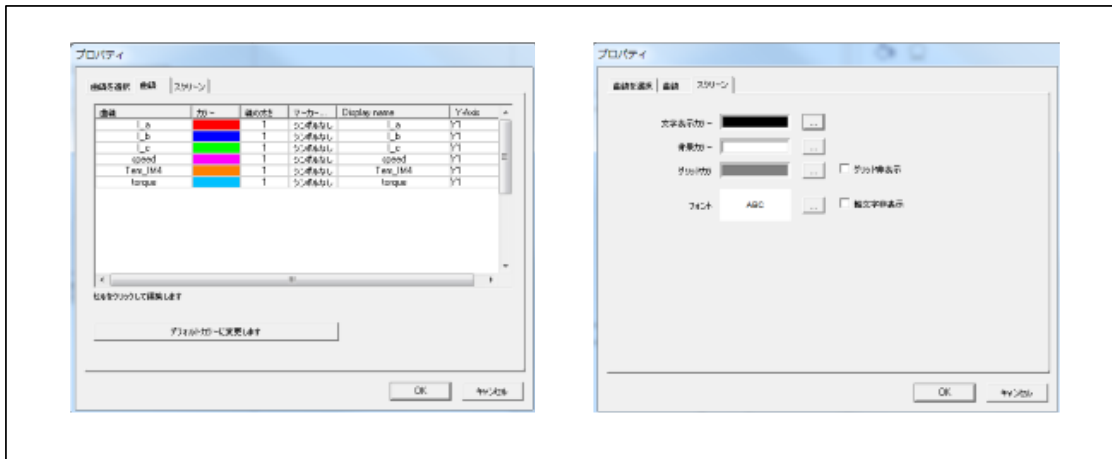 プロパティ
曲線を選択 曲線 スクリーン
曲線 カラー 線の太さ マーカー... Display name Y-Axis
I_a 1 シンボルなし I_a Y1
I_b 1 シンボルなし I_b Y1
I_c 1 シンボルなし I_c Y1
speed 1 シンボルなし speed Y1
Tem_IM4 1 シンボルなし Tem_IM4 Y1
torque 1 シンボルなし torque Y1
セルをクリックして編集します
デフォルトカラーに変更します
OK キャンセル
プロパティ
曲線を選択 曲線 スクリーン
文字表示カラー ...
背景カラー ...
グリッドカラ ... グリッド非表示
フォント ABC ... 軸文字非表示
OK キャンセル